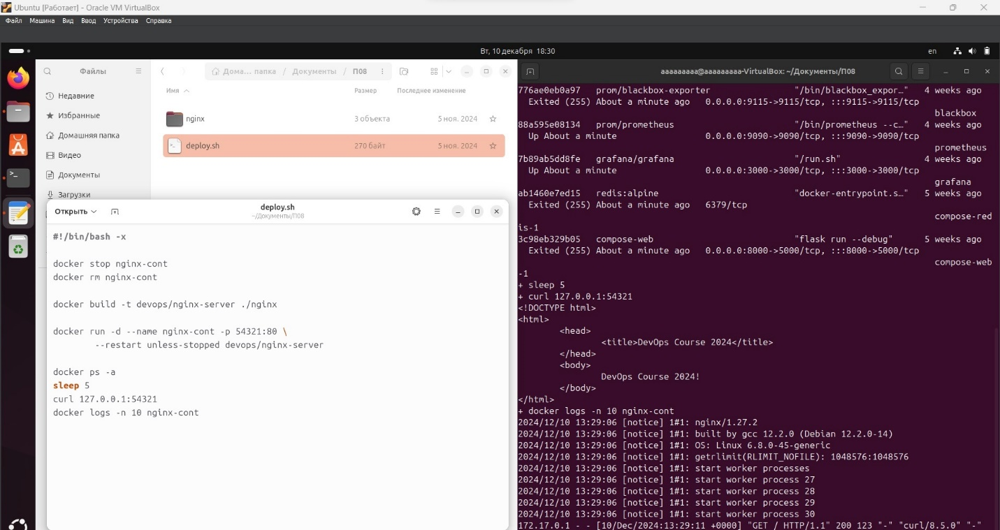 Ubuntu [Работает] - Oracle VM VirtualBox
Файл Машина Вид Ввод Устройства Справка
Вт, 10 декабря 18:30
en
Файлы
Недавние
Избранные
Домашняя папка
Видео
Документы
Загрузки
Дома... папка / Документы / П08
Имя Размер Последнее изменение
nginx 3 объекта 5 ноя. 2024
deploy.sh 270 байт 5 ноя. 2024
Открыть
deploy.sh
~/Документы/П08
#!/bin/bash -x
docker stop nginx-cont
docker rm nginx-cont
docker build -t devops/nginx-server ./nginx
docker run -d --name nginx-cont -p 54321:80 \
--restart unless-stopped devops/nginx-server
docker ps -a
sleep 5
curl 127.0.0.1:54321
docker logs -n 10 nginx-cont
aaaaaaaaa@aaaaaaaaa-VirtualBox: ~/Документы/П08
776ae0eb0a97 prom/blackbox-exporter "/bin/blackbox_expor…" 4 weeks ago
Exited (255) About a minute ago 0.0.0.0:9115->9115/tcp, :::9115->9115/tcp
blackbox
88a595e08134 prom/prometheus "/bin/prometheus --c…" 4 weeks ago
Up About a minute 0.0.0.0:9090->9090/tcp, :::9090->9090/tcp
prometheus
7b89ab5dd8fe grafana/grafana "/run.sh" 4 weeks ago
Up About a minute 0.0.0.0:3000->3000/tcp, :::3000->3000/tcp
grafana
ab1460e7ed15 redis:alpine "docker-entrypoint.s…" 5 weeks ago
Exited (255) About a minute ago 6379/tcp
compose-red
is-1
3c98eb329b05 compose-web "flask run --debug" 5 weeks ago
Exited (255) About a minute ago 0.0.0.0:8000->5000/tcp, :::8000->5000/tcp
compose-web
-1
+ sleep 5
+ curl 127.0.0.1:54321
<!DOCTYPE html>
<html>
<head>
<title>DevOps Course 2024</title>
</head>
<body>
DevOps Course 2024!
</body>
</html>
+ docker logs -n 10 nginx-cont
2024/12/10 13:29:06 [notice] 1#1: nginx/1.27.2
2024/12/10 13:29:06 [notice] 1#1: built by gcc 12.2.0 (Debian 12.2.0-14)
2024/12/10 13:29:06 [notice] 1#1: OS: Linux 6.8.0-45-generic
2024/12/10 13:29:06 [notice] 1#1: getrlimit(RLIMIT_NOFILE): 1048576:1048576
2024/12/10 13:29:06 [notice] 1#1: start worker processes
2024/12/10 13:29:06 [notice] 1#1: start worker process 27
2024/12/10 13:29:06 [notice] 1#1: start worker process 28
2024/12/10 13:29:06 [notice] 1#1: start worker process 29
2024/12/10 13:29:06 [notice] 1#1: start worker process 30
172.17.0.1 - - [10/Dec/2024:13:29:11 +0000] "GET / HTTP/1.1" 200 123 "-" "curl/8.5.0" "-"